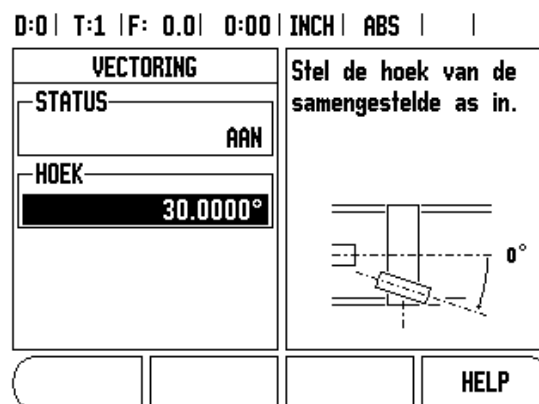 D:0| T:1 |F: 0.0| 0:00| INCH| ABS | |
VECTORING
STATUS
AAN
HOEK
30.0000°
Stel de hoek van de
samengestelde as in.
0°
HELP